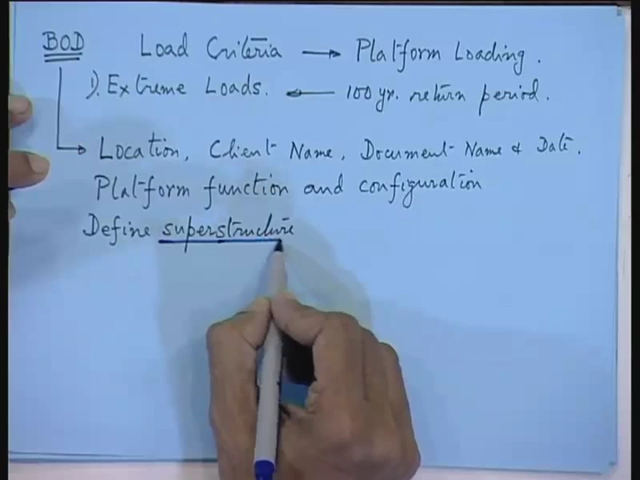 BOD Load Criteria → Platform Loading.
1). Extreme Loads. ← 100 yr. return period.
Location, Client Name, Document Name & Date.
Platform function and configuration
Define superstructure